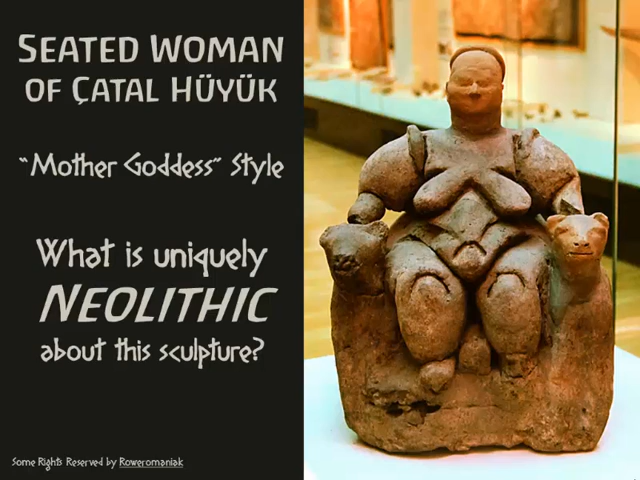 Seated Woman
of Çatal Hüyük
“Mother Goddess” Style
What is uniquely
Neolithic
about this sculpture?
Some Rights Reserved by Roweromaniak